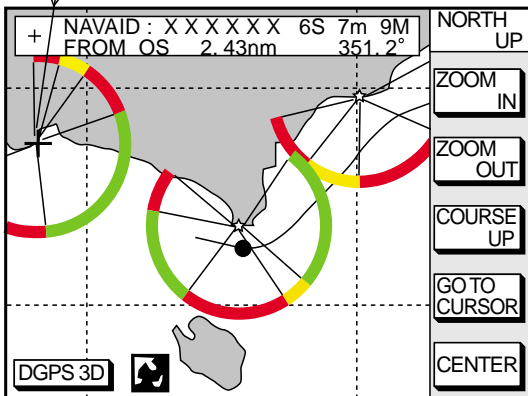 + NAVAID : X X X X X X 6S 7m 9M
FROM OS 2. 43nm 351. 2°
NORTH
UP
ZOOM
IN
ZOOM
OUT
COURSE
UP
GO TO
CURSOR
CENTER
DGPS 3D